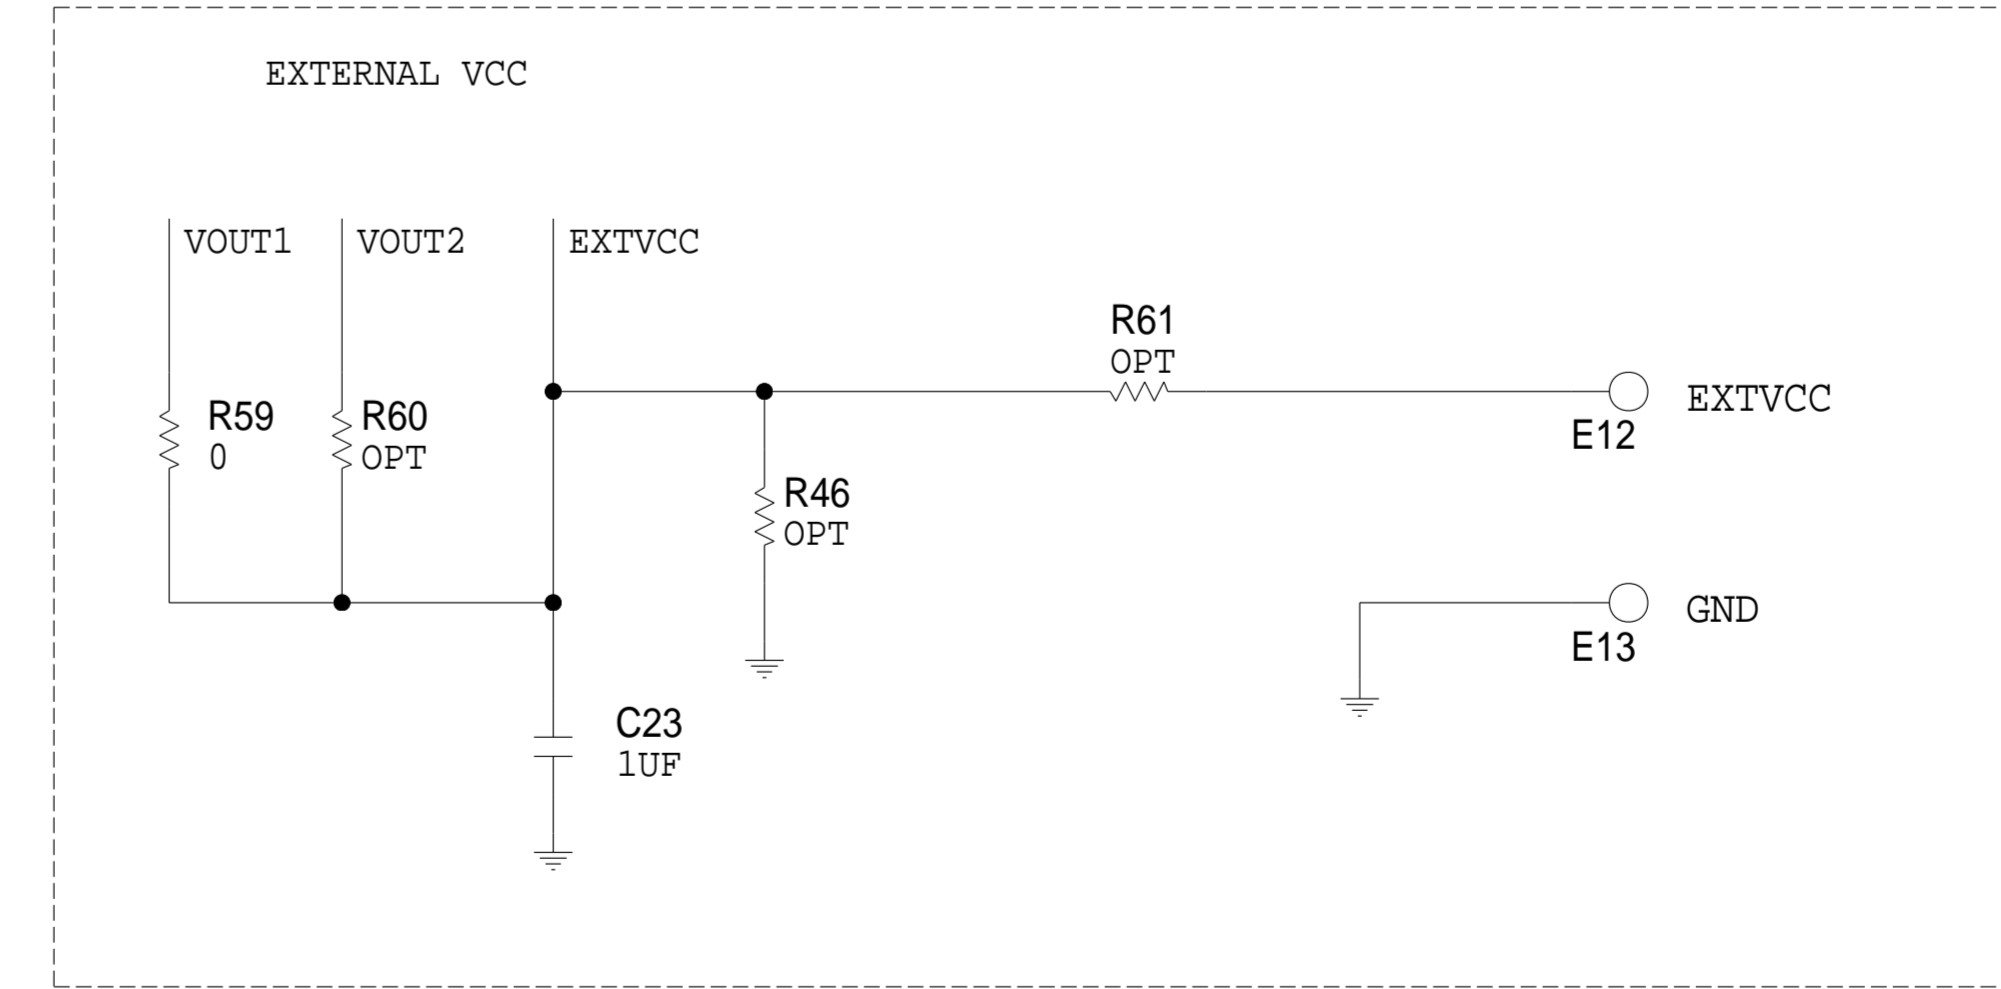 EXTERNAL VCC
VOUT1
VOUT2
EXTVCC
R61
OPT
R59
0
R60
OPT
EXTVCC
E12
R46
OPT
GND
E13
C23
1UF